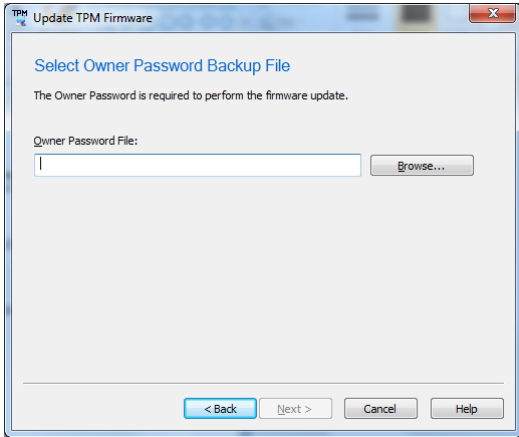 TPM
Update TPM Firmware
Select Owner Password Backup File
The Owner Password is required to perform the firmware update.
Owner Password File:
Browse...
< Back
Next >
Cancel
Help